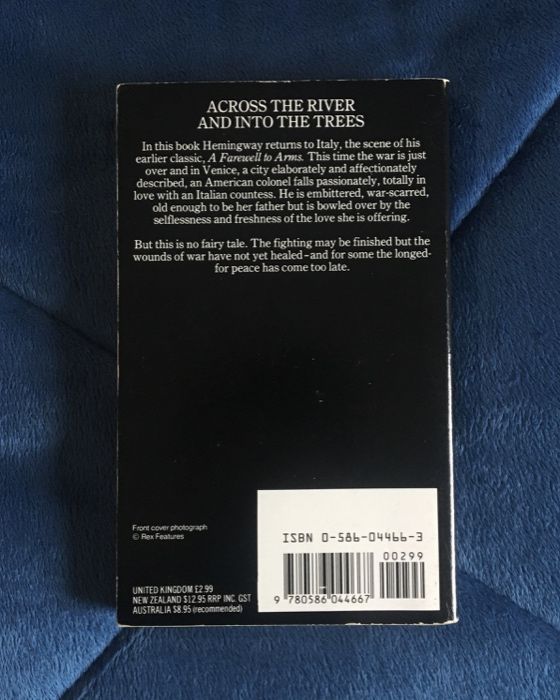 ACROSS THE RIVER
AND INTO THE TREES
In this book Hemingway returns to Italy, the scene of his
earlier classic, A Farewell to Arms. This time the war is just
over and in Venice, a city elaborately and affectionately
described, an American colonel falls passionately, totally in
love with an Italian countess. He is embittered, war-scarred,
old enough to be her father but is bowled over by the
selflessness and freshness of the love she is offering.
But this is no fairy tale. The fighting may be finished but the
wounds of war have not yet healed–and for some the longed-
for peace has come too late.
Front cover photograph
© Rex Features
ISBN 0-586-04466-3
00299
9 780586 044667
UNITED KINGDOM £2.99
NEW ZEALAND $12.95 RRP INC. GST
AUSTRALIA $8.95 (recommended)